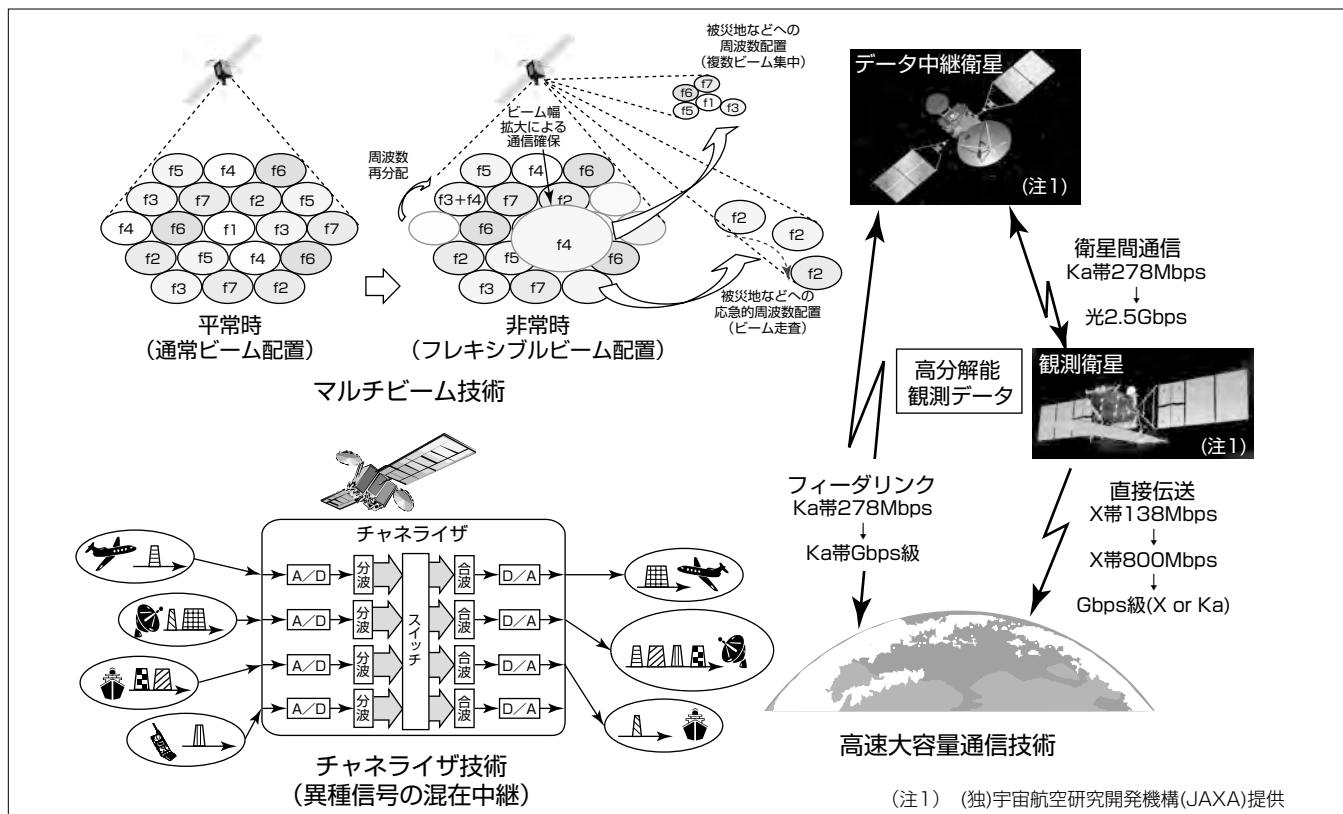 f5 f4 f6
f3 f7 f2 f5
f4 f6 f1 f3 f7
f2 f5 f4 f6
f3 f7 f2
平常時
(通常ビーム配置)
周波数
再分配
ビーム幅
拡大による
通信確保
f5 f4 f6
f3+f4 f7 f2
f6 f4
f2 f5 f6
f3 f7
非常時
(フレキシブルビーム配置)
被災地などへの
周波数配置
(複数ビーム集中)
f7
f6 f1
f5 f3
f2
f2
f2
被災地などへの
応急的周波数配置
(ビーム走査)
マルチビーム技術
チャネライザ
A/D 分波 合波 D/A
A/D 分波 合波 D/A
スイッチ
A/D 分波 合波 D/A
A/D 分波 合波 D/A
チャネライザ技術
(異種信号の混在中継)
データ中継衛星
(注1)
衛星間通信
Ka帯278Mbps
↓
光2.5Gbps
高分解能
観測データ
観測衛星
(注1)
フィーダリンク
Ka帯278Mbps
↓
Ka帯Gbps級
直接伝送
X帯138Mbps
↓
X帯800Mbps
↓
Gbps級(X or Ka)
高速大容量通信技術
(注1) (独)宇宙航空研究開発機構(JAXA)提供